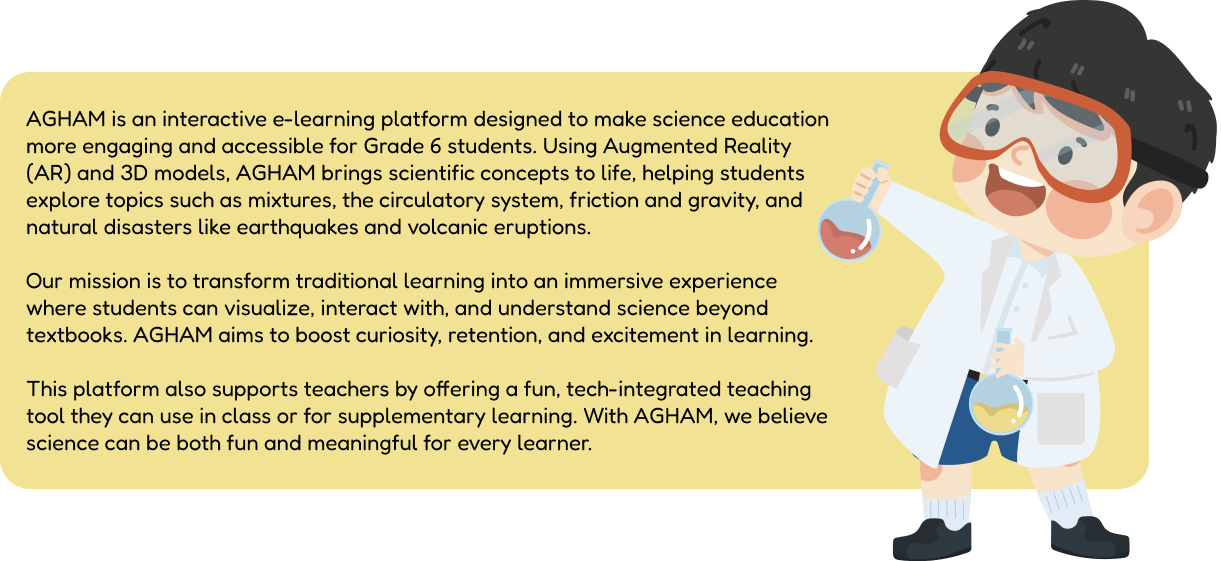 AGHAM is an interactive e-learning platform designed to make science education
more engaging and accessible for Grade 6 students. Using Augmented Reality
(AR) and 3D models, AGHAM brings scientific concepts to life, helping students
explore topics such as mixtures, the circulatory system, friction and gravity, and
natural disasters like earthquakes and volcanic eruptions.
Our mission is to transform traditional learning into an immersive experience
where students can visualize, interact with, and understand science beyond
textbooks. AGHAM aims to boost curiosity, retention, and excitement in learning.
This platform also supports teachers by offering a fun, tech-integrated teaching
tool they can use in class or for supplementary learning. With AGHAM, we believe
science can be both fun and meaningful for every learner.